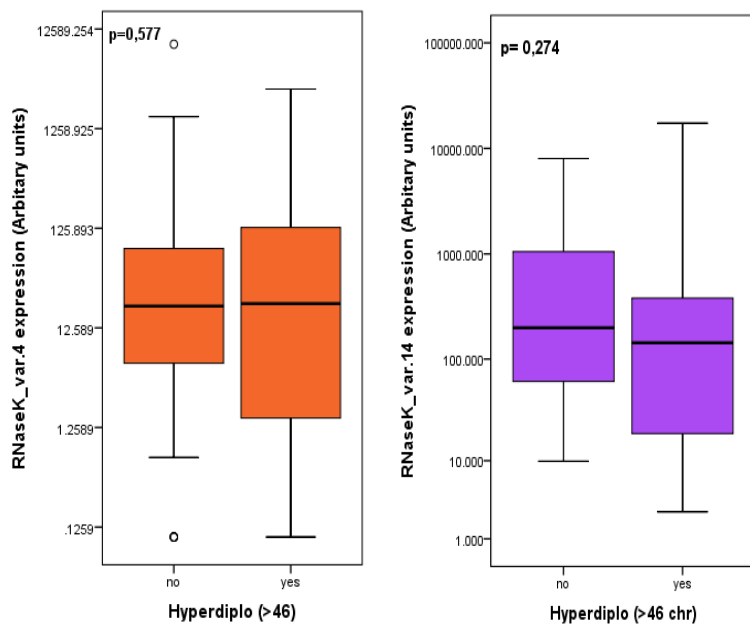 p=0,577
RNaseK_var.4 expression (Arbitary units)
12589.254
1258.925
125.893
12.589
1.2589
.1259
no
yes
Hyperdiplo (>46)
p= 0,274
RNaseK_var.14 expression (Arbitary units)
100000.000
10000.000
1000.000
100.000
10.000
1.000
no
yes
Hyperdiplo (>46 chr)